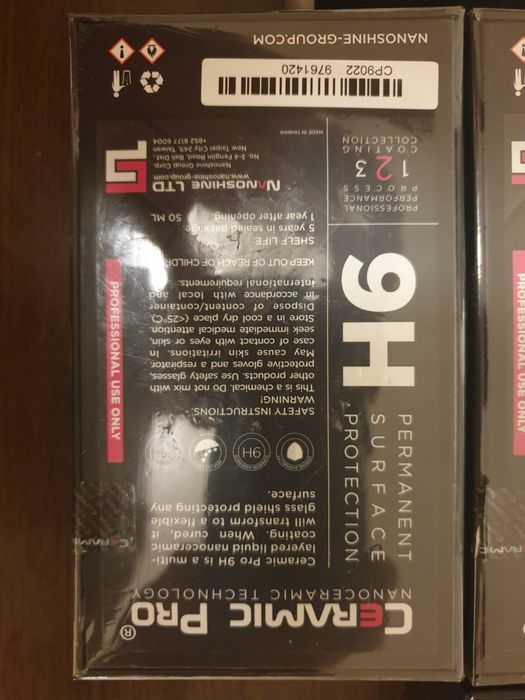 CERAMIC PRO®
NANOCERAMIC TECHNOLOGY
Ceramic Pro 9H is a multi-
layered liquid nanoceramic
coating. When cured, it
will transform to a flexible
glass shield protecting any
surface.
9H
SAFETY INSTRUCTIONS:
WARNING!
This is a chemical. Do not mix with
other products. Use safety glasses,
protective gloves and a respirator.
May cause skin irritations. In
case of contact with eyes or skin,
seek immediate medical attention.
Store in a cool dry place (<25°C).
Dispose of content/container
in accordance with local and
international requirements.
KEEP OUT OF REACH OF CHILDREN
SHELF LIFE:
5 years in sealed package.
1 year after opening
50 ML
NANOSHINE LTD
www.nanoshine-group.com
Nanoshine Group Corp.
No. 3-4 Fenglin Road, Bali Dist.,
New Taipei City 249, Taiwan
+852 8177 6004
MADE IN TAIWAN
PERMANENT
SURFACE
PROTECTION
9H
PROFESSIONAL
PERFORMANCE
PROCESS
123
COATING
COLLECTION
PROFESSIONAL USE ONLY
CERAMIC PRO
CP9022 9761420
NANOSHINE-GROUP.COM
PROFESSIONAL USE ONLY